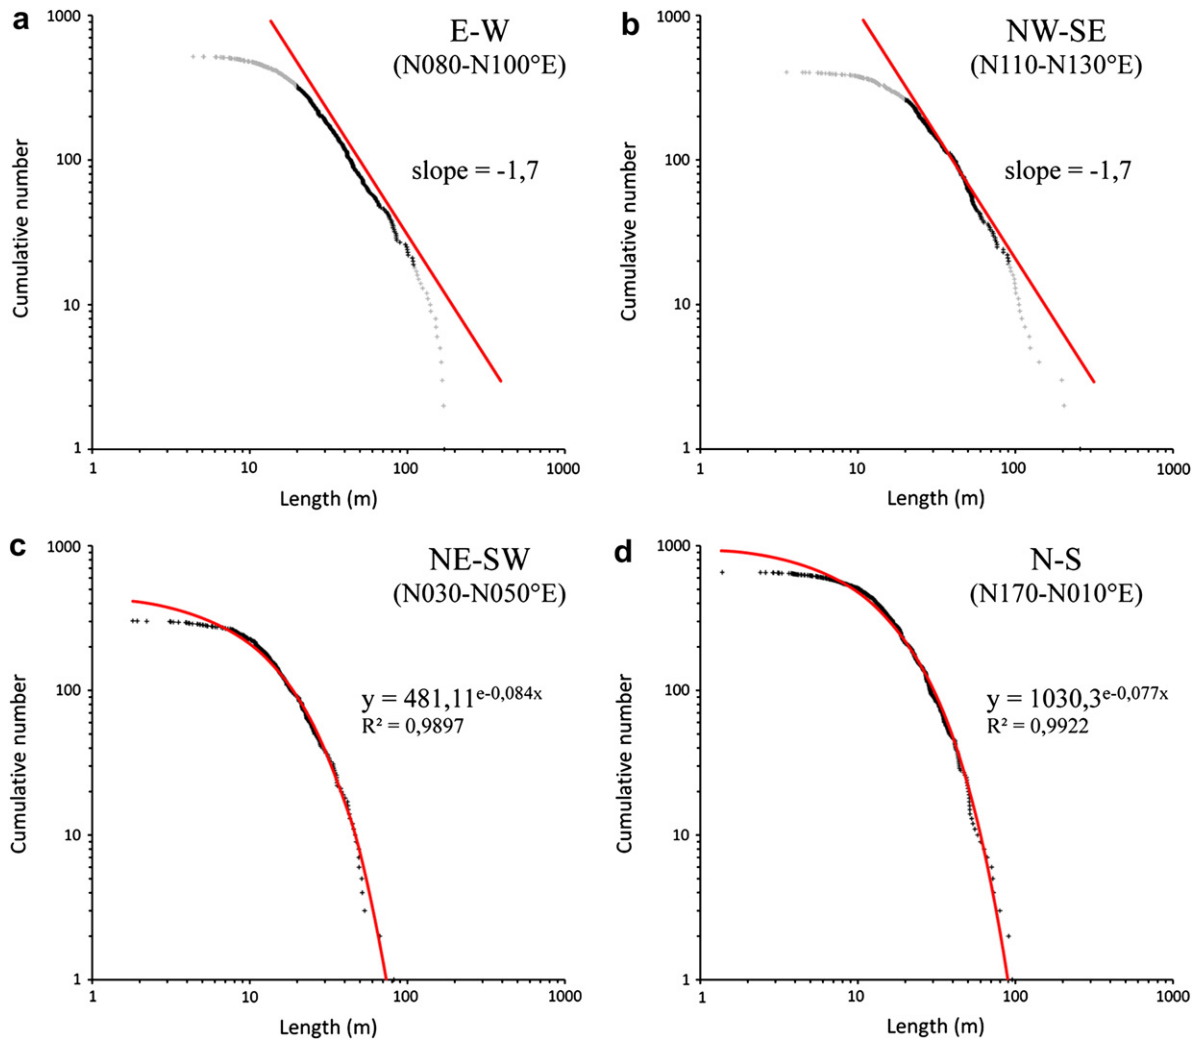 a
E-W
(N080-N100°E)
slope = -1,7
Cumulative number
1000
100
10
1
1
10
100
1000
Length (m)
b
NW-SE
(N110-N130°E)
slope = -1,7
Cumulative number
1000
100
10
1
1
10
100
1000
Length (m)
c
NE-SW
(N030-N050°E)
y = 481,11e-0,084x
R² = 0,9897
Cumulative number
1000
100
10
1
1
10
100
1000
Length (m)
d
N-S
(N170-N010°E)
y = 1030,3e-0,077x
R² = 0,9922
Cumulative number
1000
100
10
1
1
10
100
1000
Length (m)